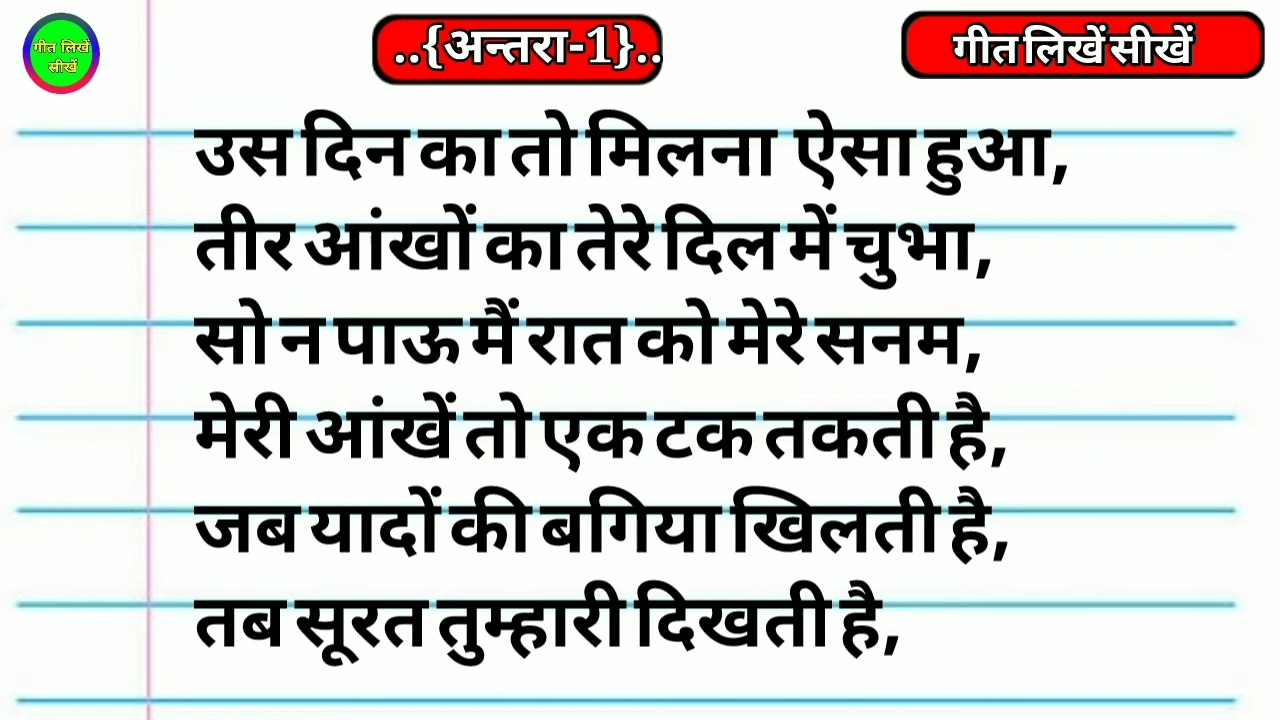 गीत लिखें
सीखें
..{अन्तरा-1}..
गीत लिखें सीखें
उस दिन का तो मिलना ऐसा हुआ,
तीर आंखों का तेरे दिल में चुभा,
सो न पाऊ मैं रात को मेरे सनम,
मेरी आंखें तो एक टक तकती है,
जब यादों की बगिया खिलती है,
तब सूरत तुम्हारी दिखती है,